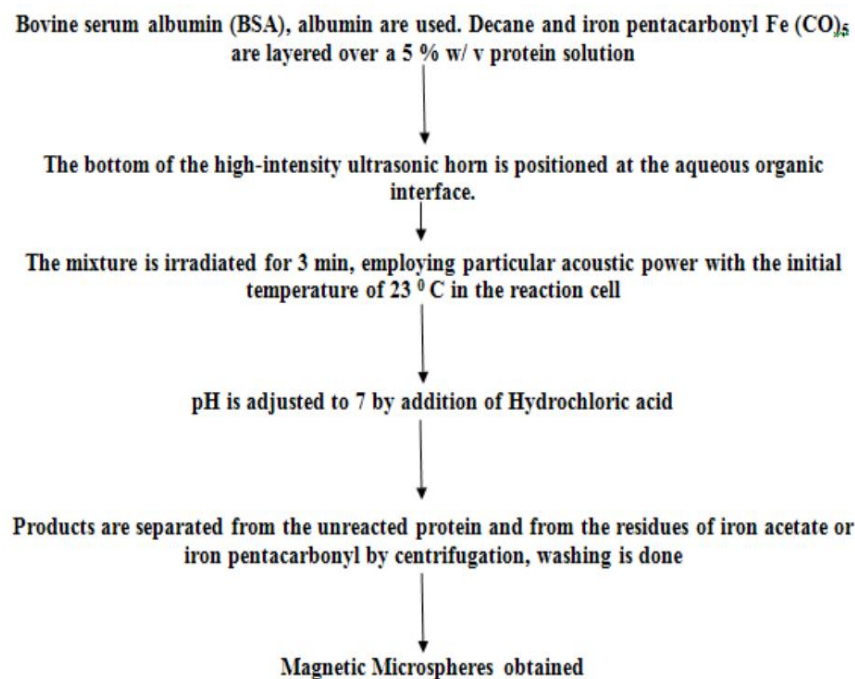 Bovine serum albumin (BSA), albumin are used. Decane and iron pentacarbonyl Fe (CO)₅
are layered over a 5 % w/ v protein solution
The bottom of the high-intensity ultrasonic horn is positioned at the aqueous organic
interface.
The mixture is irradiated for 3 min, employing particular acoustic power with the initial
temperature of 23 ⁰ C in the reaction cell
pH is adjusted to 7 by addition of Hydrochloric acid
Products are separated from the unreacted protein and from the residues of iron acetate or
iron pentacarbonyl by centrifugation, washing is done
Magnetic Microspheres obtained